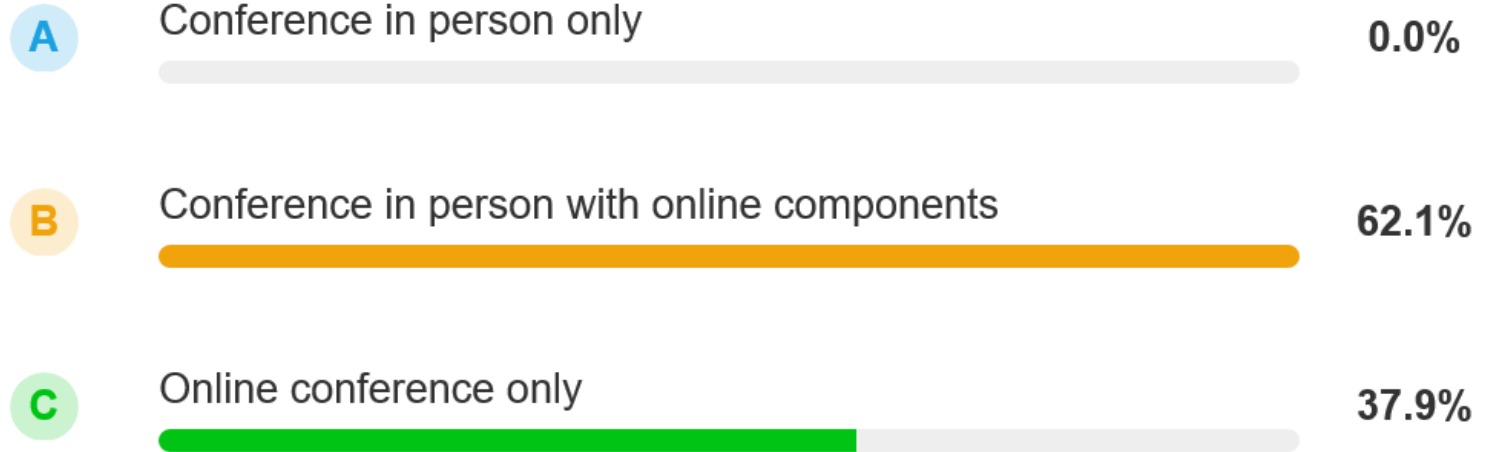 A Conference in person only 0.0%
B Conference in person with online components 62.1%
C Online conference only 37.9%